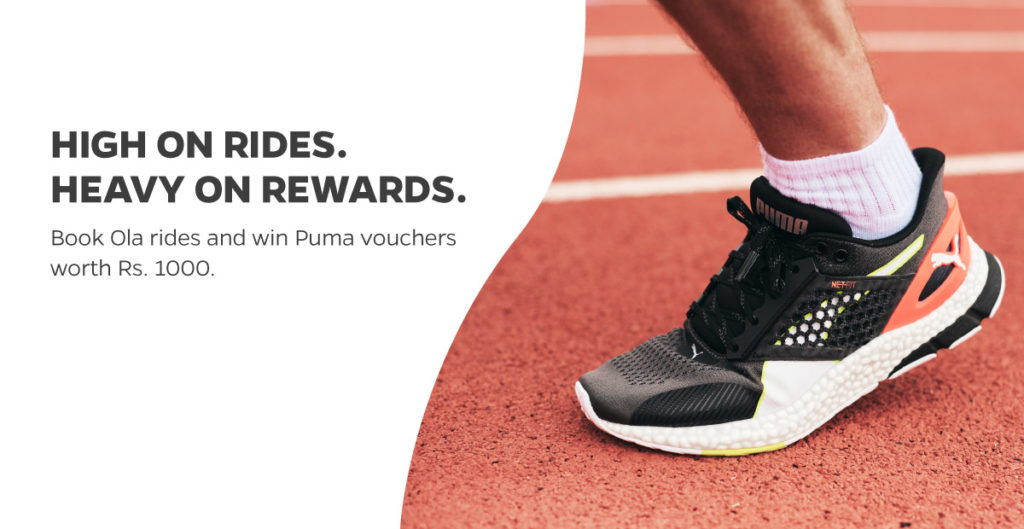 HIGH ON RIDES.
HEAVY ON REWARDS.
Book Ola rides and win Puma vouchers
worth Rs. 1000.
PUMA
NETFIT